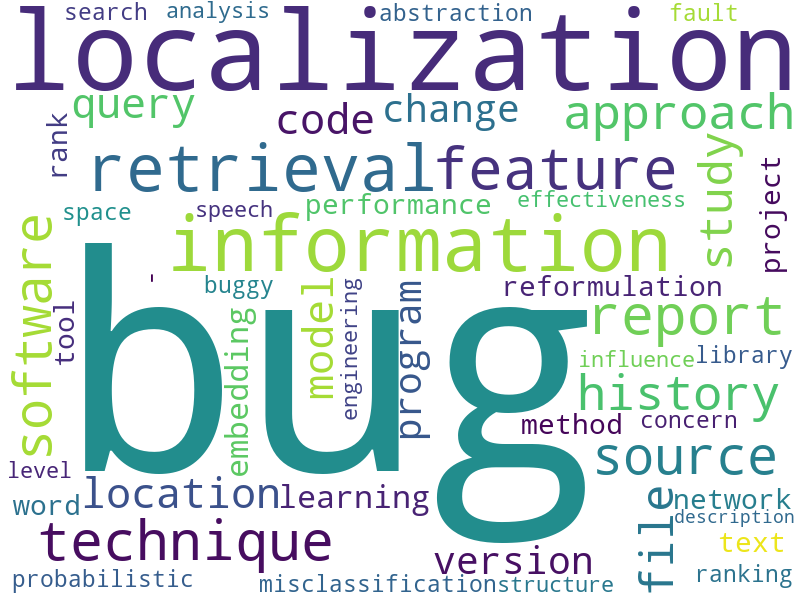 search analysis abstraction fault
localization
query code change approach
rank
retrieval feature
study
project
space speech performance effectiveness
information
software
tool
bug
-
buggy
embedding
model
engineering
program
reformulation
report
influence library
history
method concern
source
level
word location learning
file
network
description
technique
version
text
probabilistic misclassification structure ranking